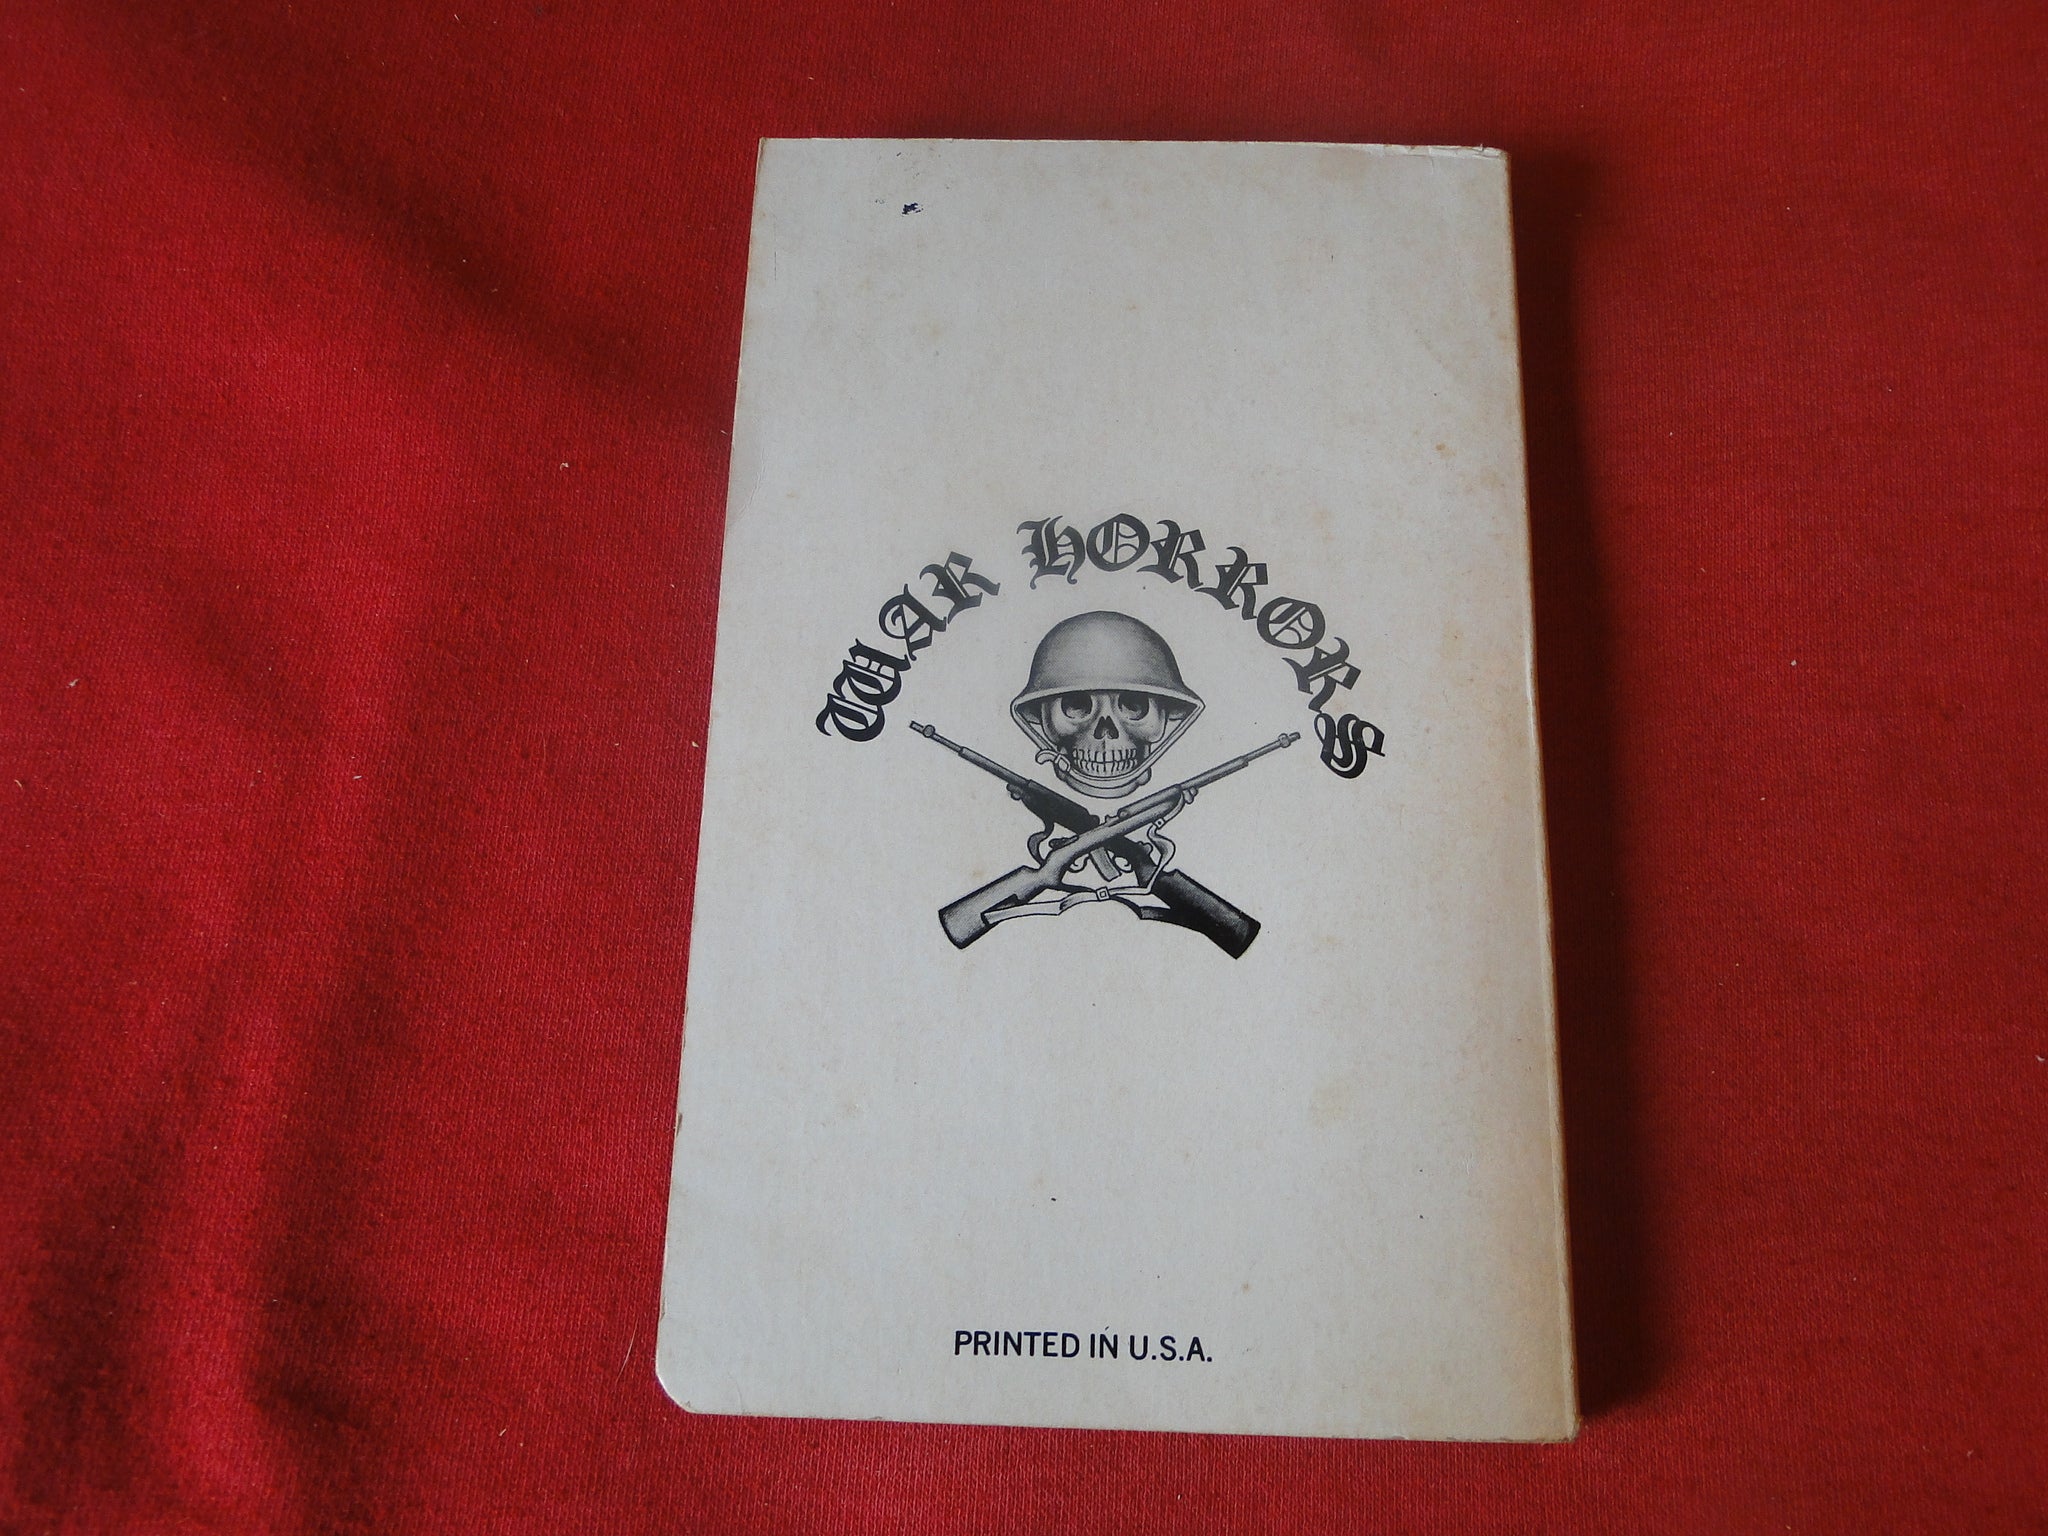 WAR HORRORS
PRINTED IN U.S.A.